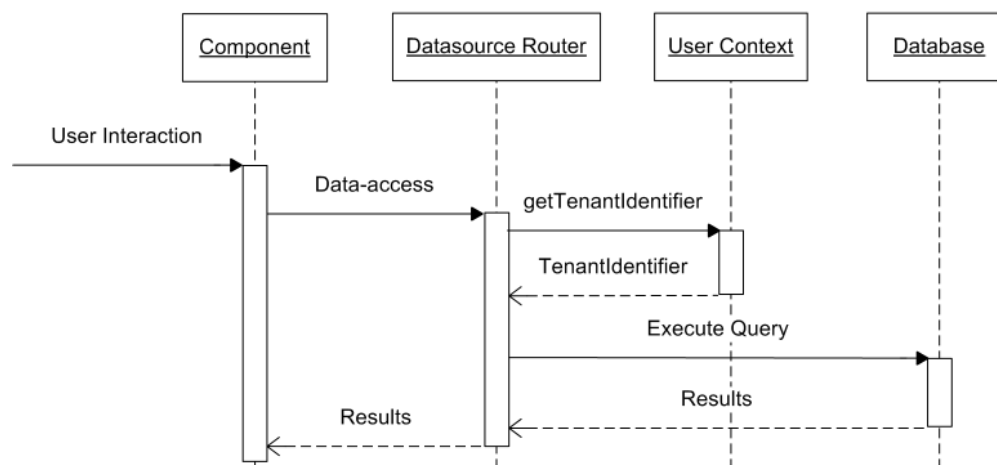 Component
Datasource Router
User Context
Database
User Interaction
Data-access
getTenantIdentifier
TenantIdentifier
Execute Query
Results
Results